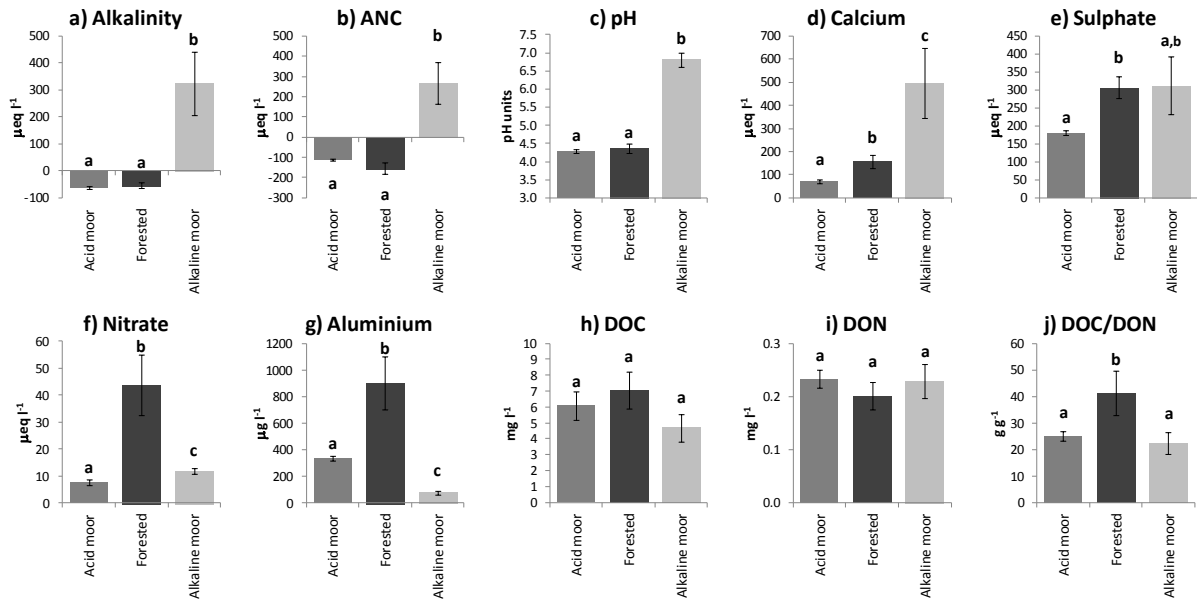 a) Alkalinity
500
400
300
200
100
0
-100
µeq l-1
a
a
b
Acid moor
Forested
Alkaline moor
b) ANC
500
400
300
200
100
0
-100
-200
-300
µeq l-1
a
a
b
Acid moor
Forested
Alkaline moor
c) pH
7.5
7.0
6.5
6.0
5.5
5.0
4.5
4.0
3.5
3.0
pH units
a
a
b
Acid moor
Forested
Alkaline moor
d) Calcium
700
600
500
400
300
200
100
0
µeq l-1
a
b
c
Acid moor
Forested
Alkaline moor
e) Sulphate
450
400
350
300
250
200
150
100
50
0
µeq l-1
a
b
a,b
Acid moor
Forested
Alkaline moor
f) Nitrate
60
50
40
30
20
10
0
µeq l-1
a
b
c
Acid moor
Forested
Alkaline moor
g) Aluminium
1200
1000
800
600
400
200
0
µg l-1
a
b
c
Acid moor
Forested
Alkaline moor
h) DOC
10
9
8
7
6
5
4
3
2
1
0
mg l-1
a
a
a
Acid moor
Forested
Alkaline moor
i) DON
0.3
0.2
0.1
0.0
mg l-1
a
a
a
Acid moor
Forested
Alkaline moor
j) DOC/DON
60
50
40
30
20
10
0
g g-1
a
b
a
Acid moor
Forested
Alkaline moor